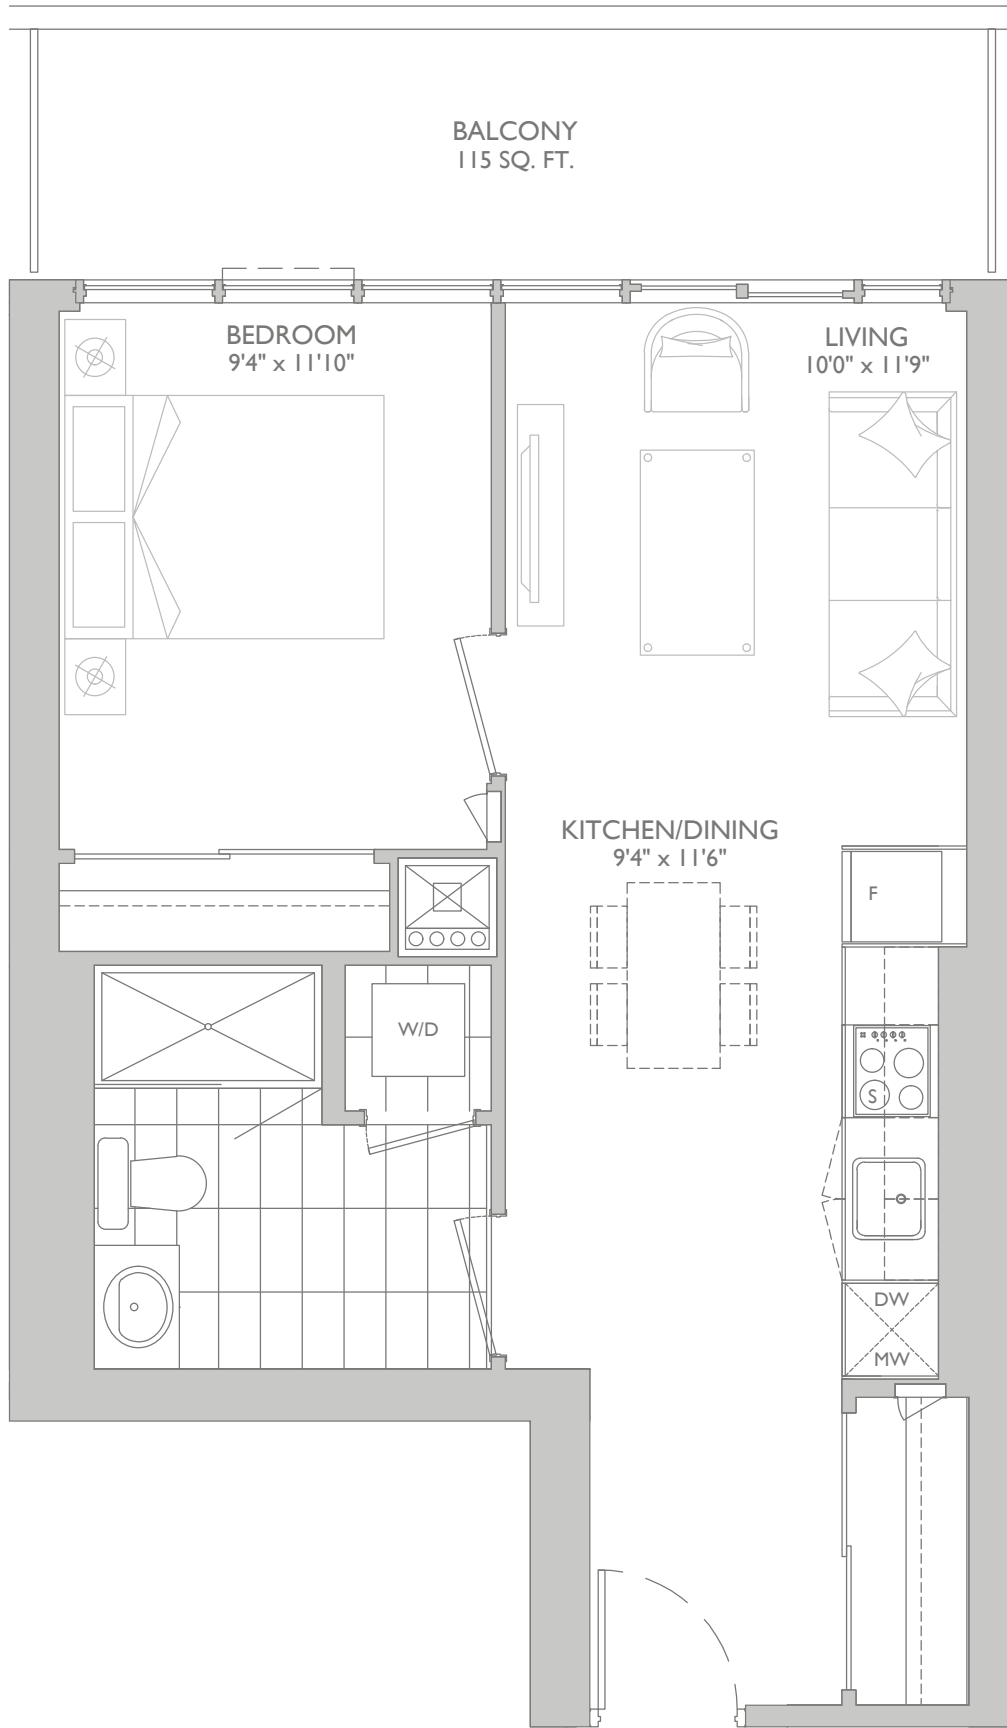 BALCONY
115 SQ. FT.
BEDROOM
9'4" x 11'10"
LIVING
10'0" x 11'9"
KITCHEN/DINING
9'4" x 11'6"
F
W/D
S
DW
MW